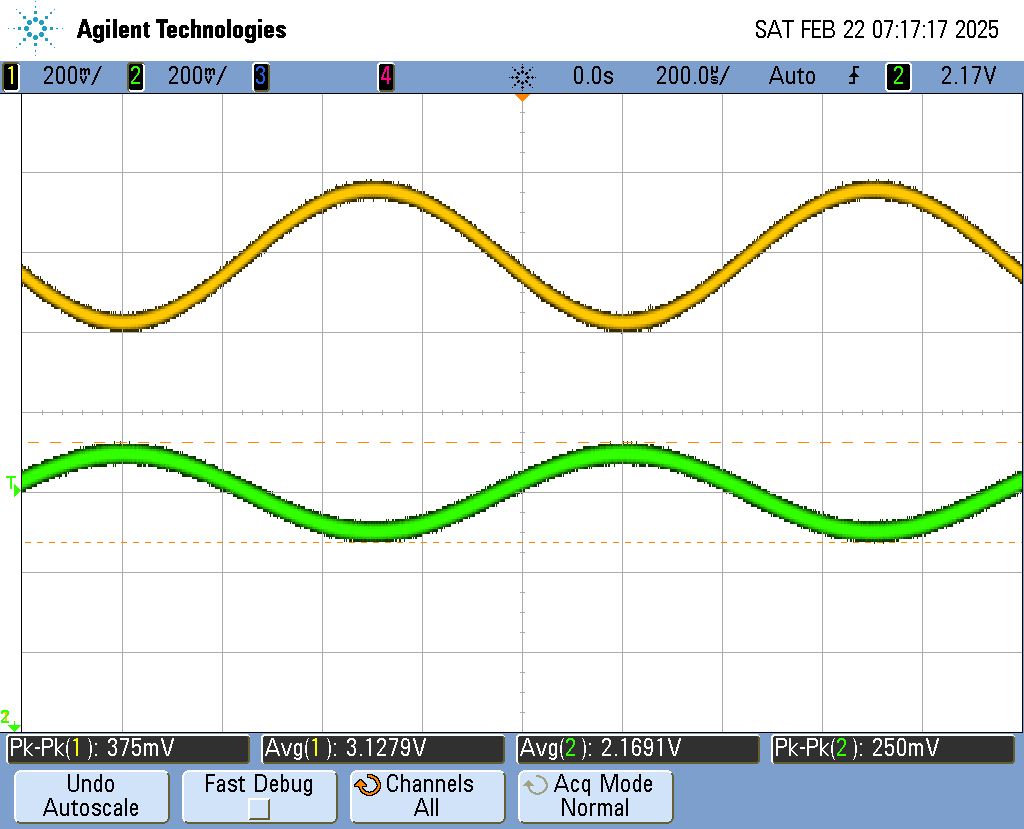 Agilent Technologies
SAT FEB 22 07:17:17 2025
1 200mV/ 2 200mV/ 3 4 0.0s 200.0us/ Auto 2 2.17V
T
2
Pk-Pk(1): 375mV Avg(1): 3.1279V Avg(2): 2.1691V Pk-Pk(2): 250mV
Undo Autoscale
Fast Debug
Channels All
Acq Mode Normal